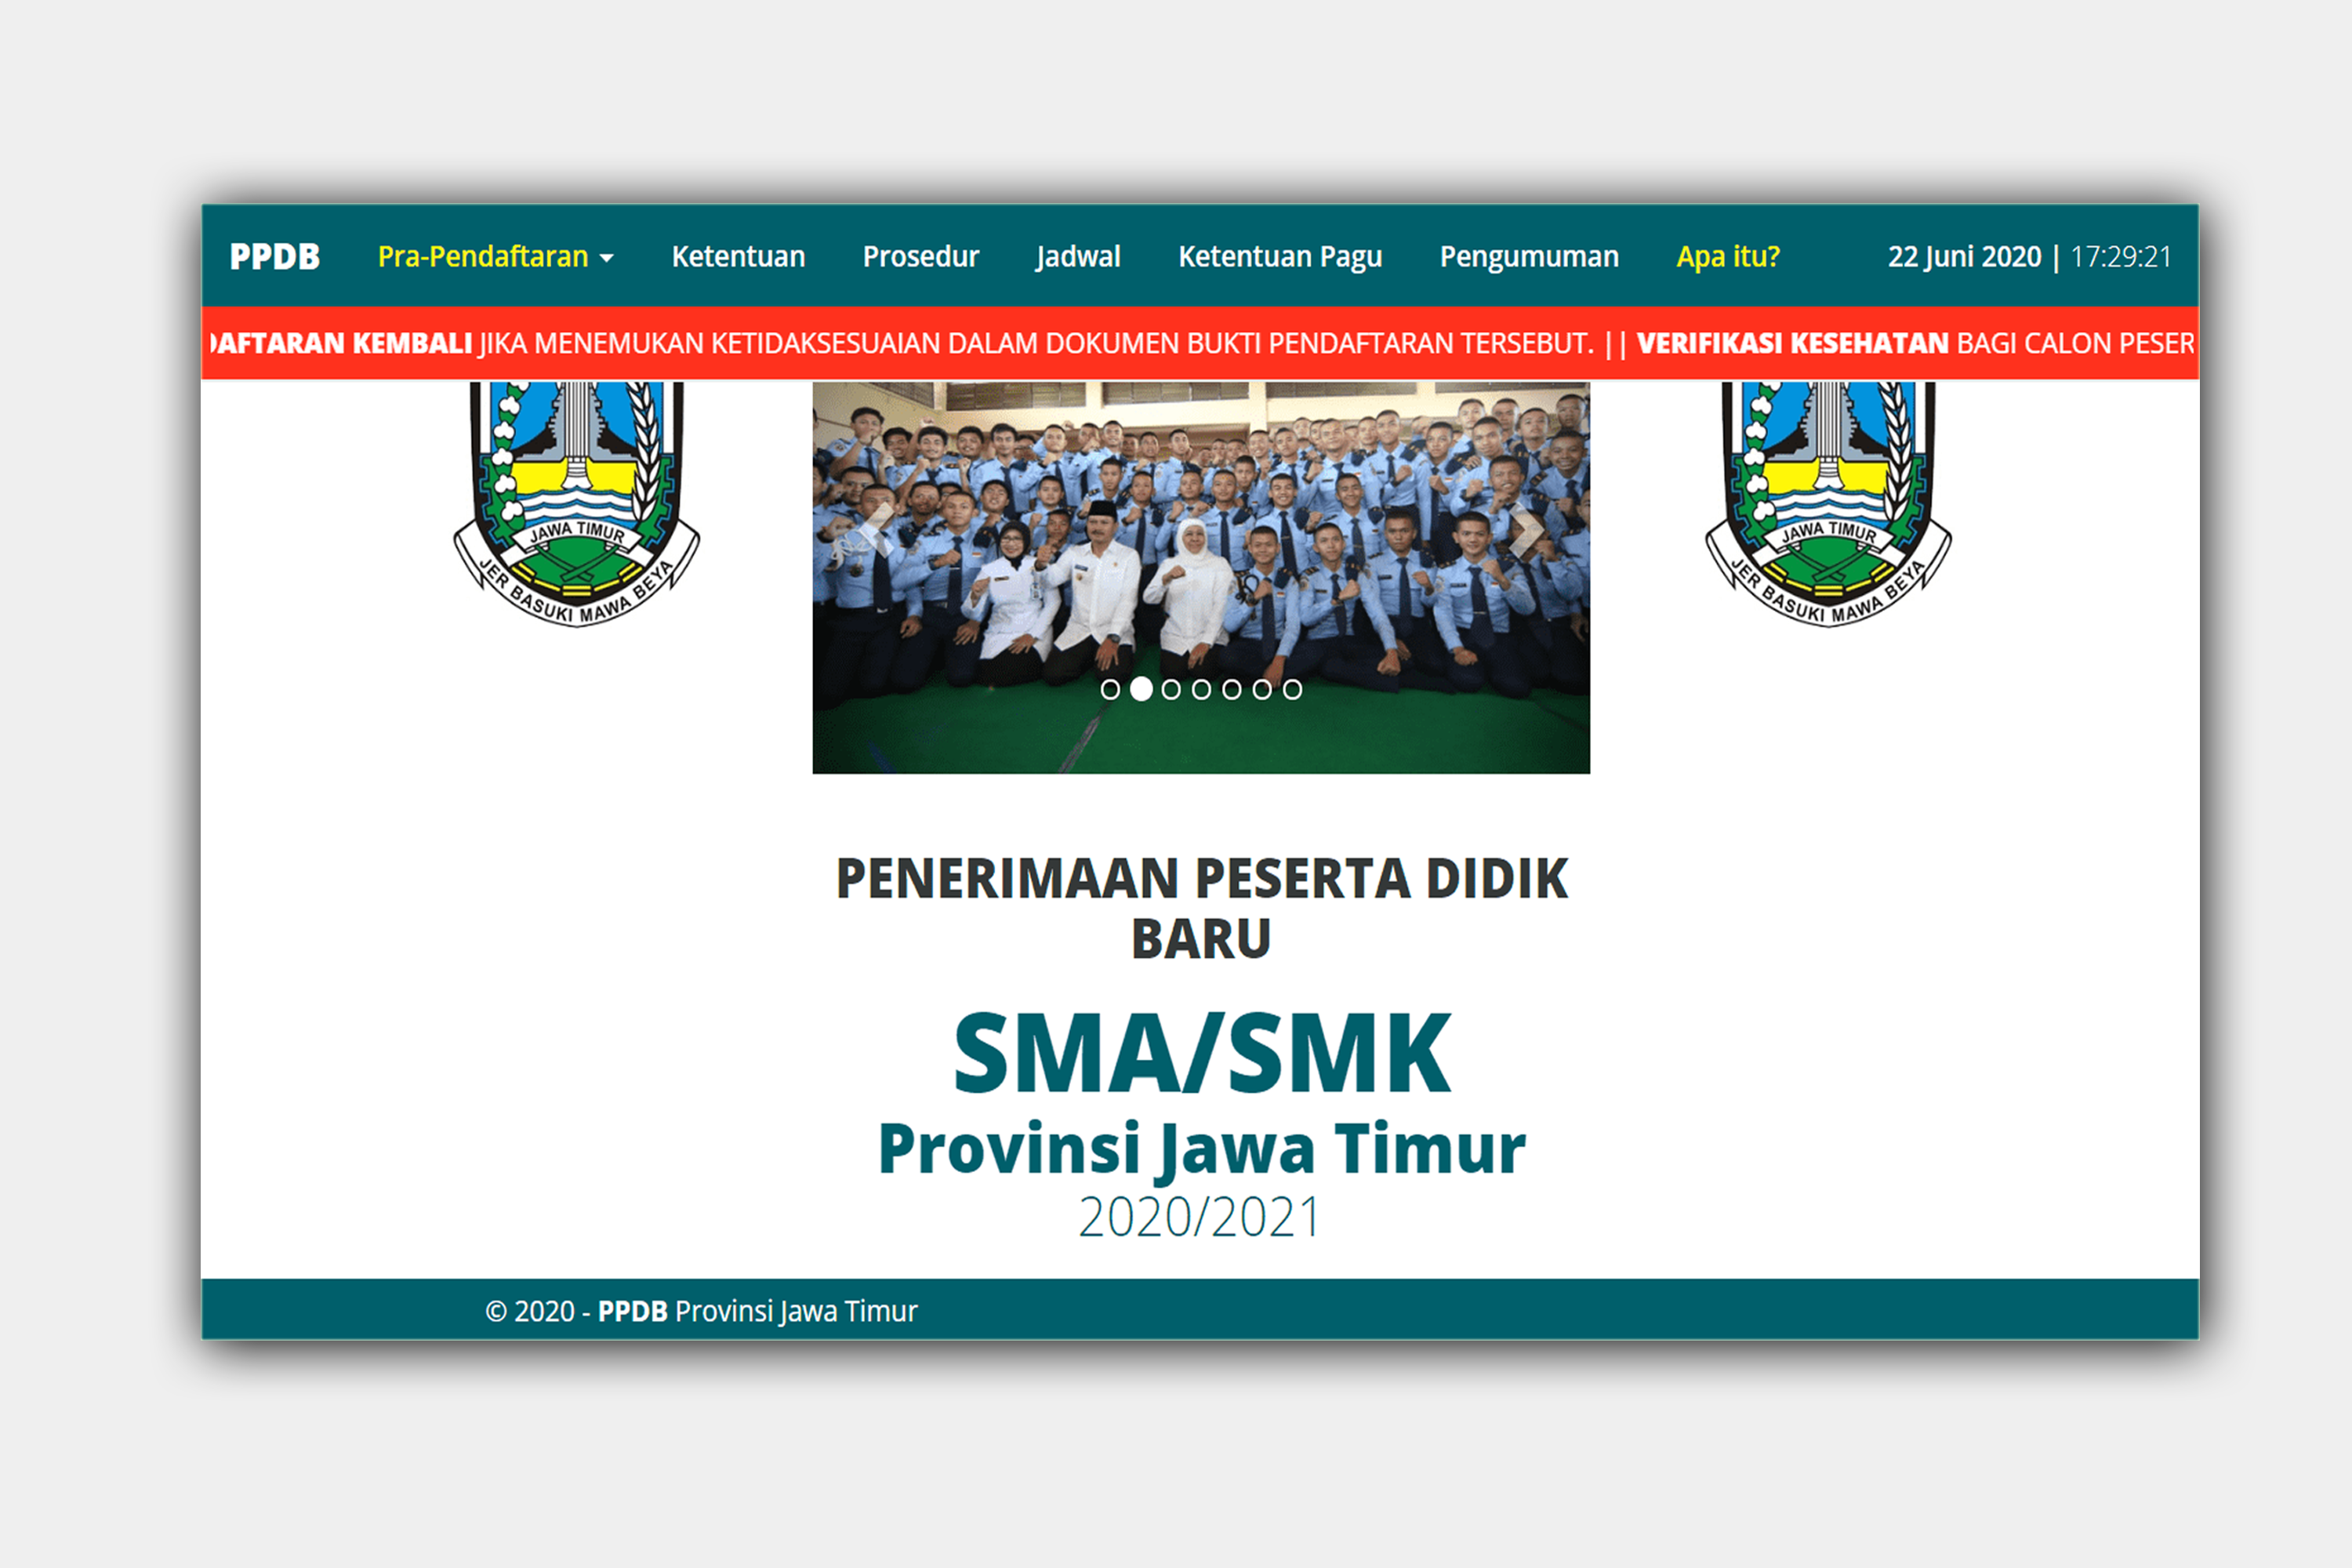 PPDB Pra-Pendaftaran Ketentuan Prosedur Jadwal Ketentuan Pagu Pengumuman Apa itu? 22 Juni 2020 | 17:29:21
DAFTARAN KEMBALI JIKA MENEMUKAN KETIDAKSESUAIAN DALAM DOKUMEN BUKTI PENDAFTARAN TERSEBUT. || VERIFIKASI KESEHATAN BAGI CALON PESER
JAWA TIMUR
JER BASUKI MAWA BEYA
JAWA TIMUR
JER BASUKI MAWA BEYA
PENERIMAAN PESERTA DIDIK
BARU
SMA/SMK
Provinsi Jawa Timur
2020/2021
© 2020 - PPDB Provinsi Jawa Timur